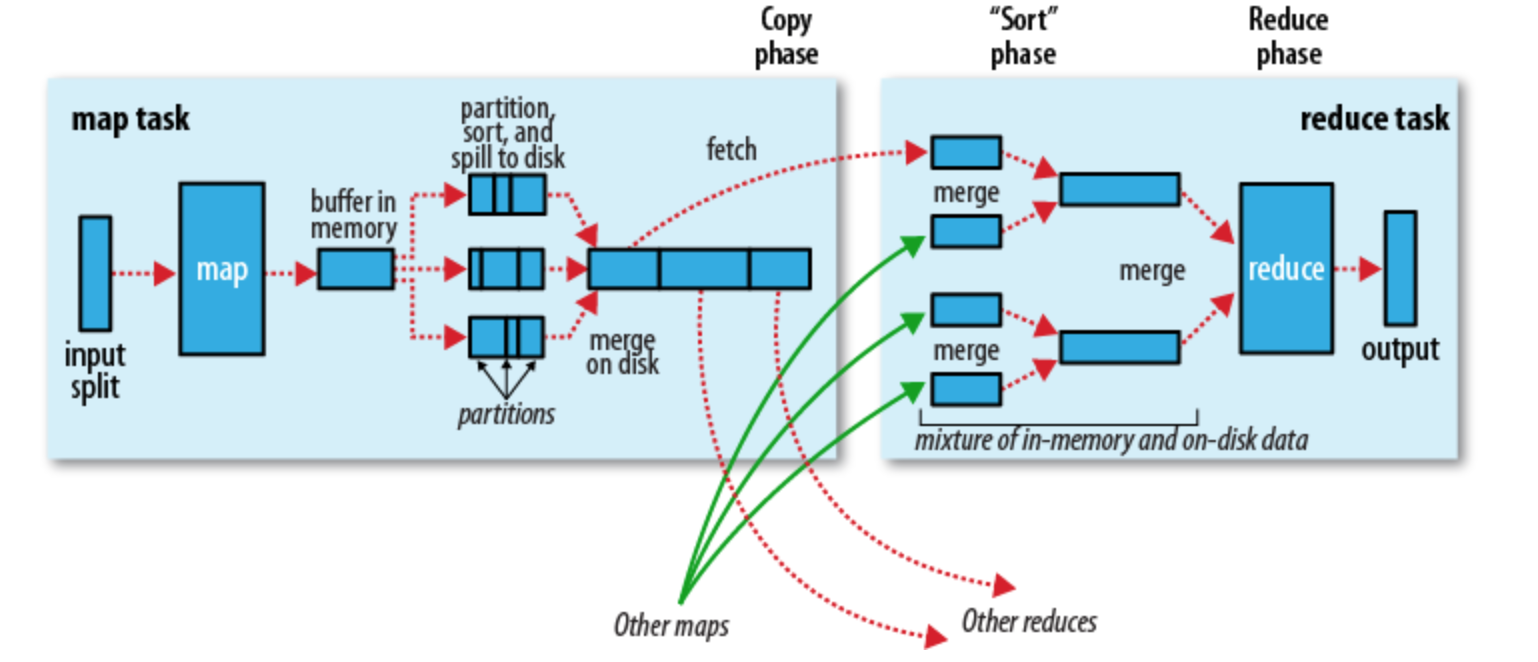 Copy
phase
“Sort”
phase
Reduce
phase
map task
partition,
sort, and
spill to disk
fetch
reduce task
buffer in
memory
merge
map
merge
reduce
input
split
merge
on disk
merge
output
partitions
mixture of in-memory and on-disk data
Other maps
Other reduces